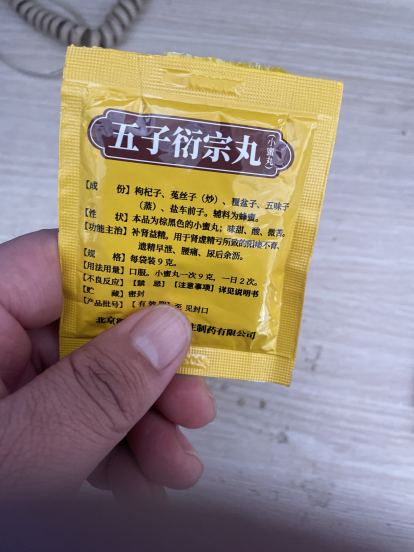 五子衍宗丸(小蜜丸)
【成 份】枸杞子、菟丝子(炒)、覆盆子、五味子
(蒸)、盐车前子。辅料为蜂蜜。
【性 状】本品为棕黑色的小蜜丸;味甜、酸、微苦。
【功能主治】补肾益精。用于肾虚精亏所致的阳痿不育、
遗精早泄、腰痛、尿后余沥。
【规 格】每袋装9克。
【用法用量】口服。小蜜丸一次9克,一日2次。
【不良反应】【禁 忌】【注意事项】详见说明书
【贮 藏】密封
【产品批号】【有效期】至 见封口
北京 制药有限公司